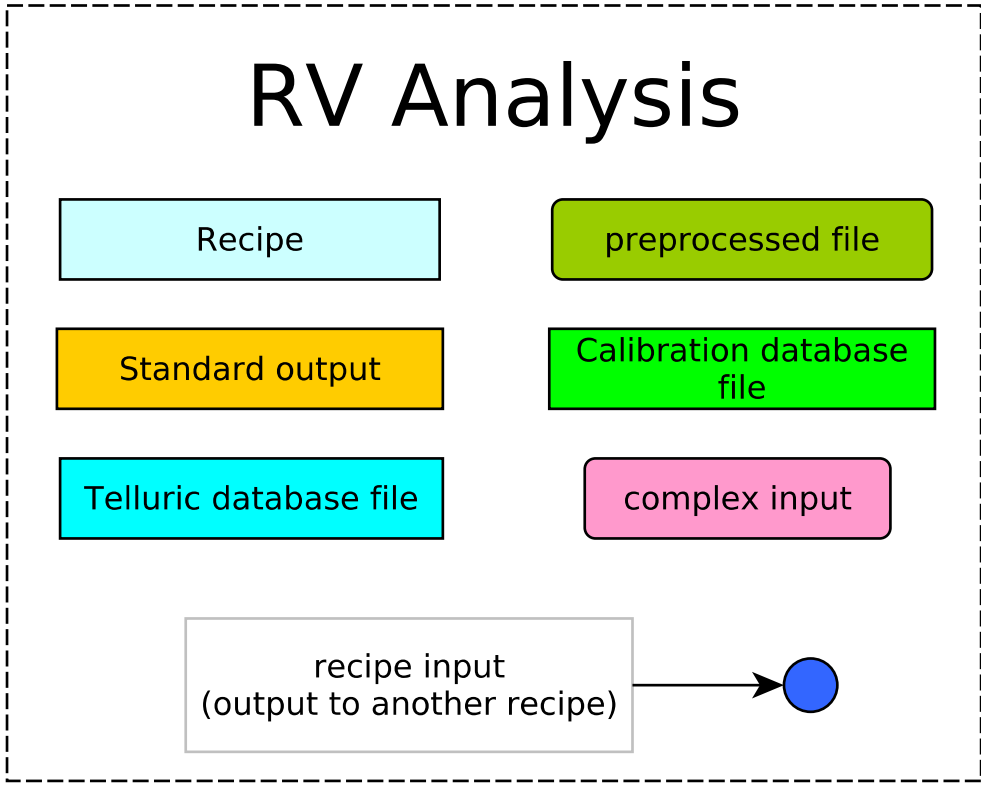 RV Analysis
Recipe
preprocessed file
Standard output
Calibration database
file
Telluric database file
complex input
recipe input
(output to another recipe)